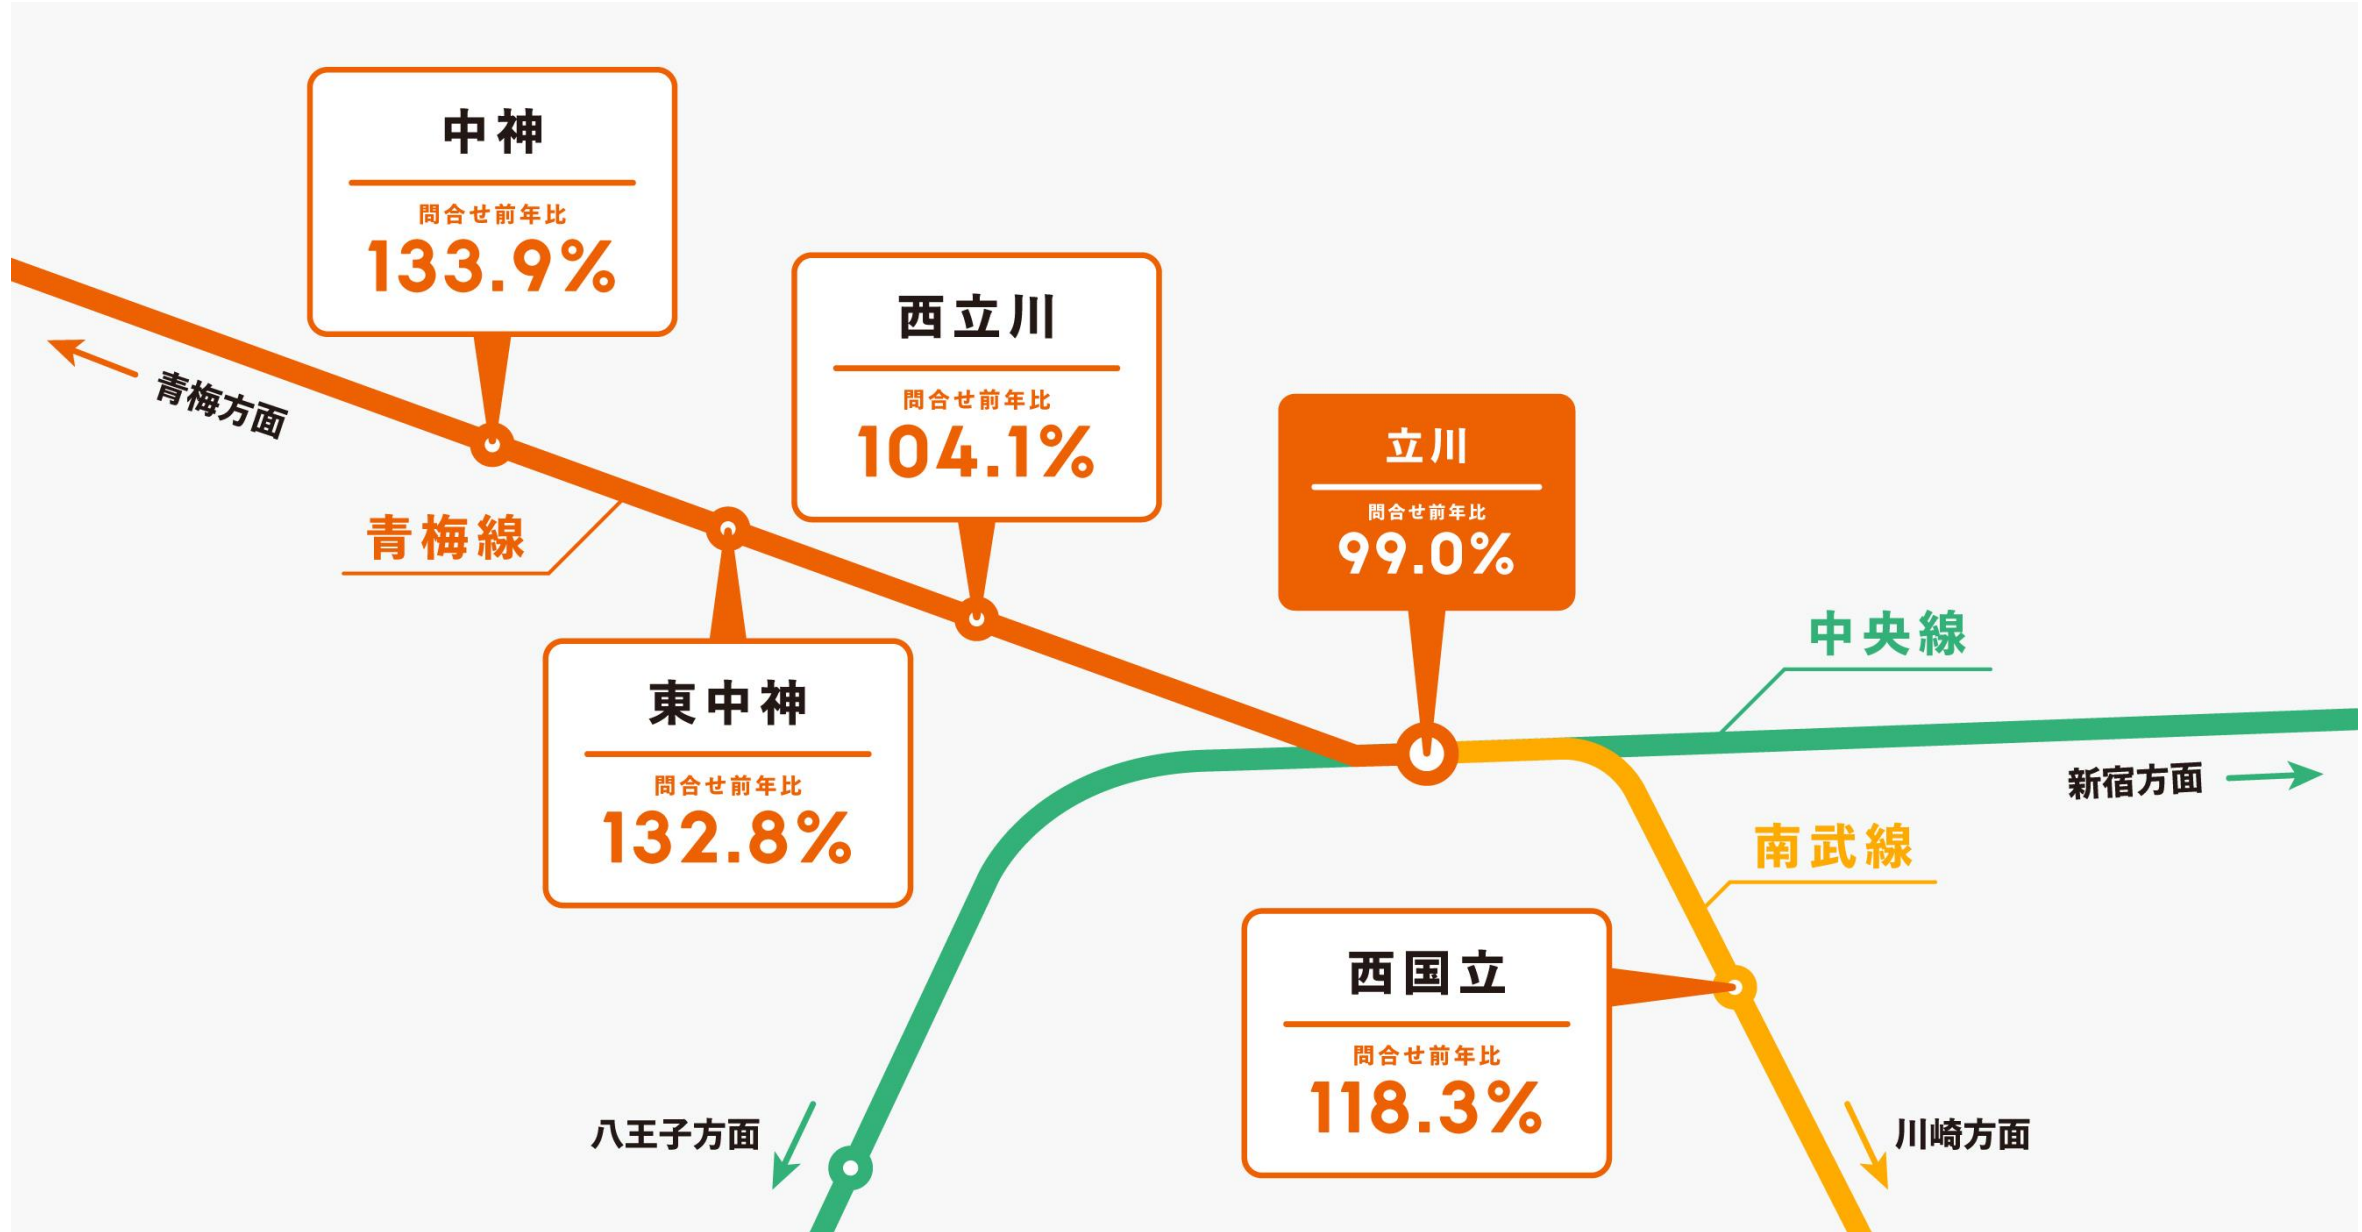 中神
問合せ前年比
133.9%
西立川
問合せ前年比
104.1%
青梅方面
立川
問合せ前年比
99.0%
青梅線
中央線
東中神
問合せ前年比
132.8%
新宿方面
南武線
西国立
問合せ前年比
118.3%
八王子方面
川崎方面